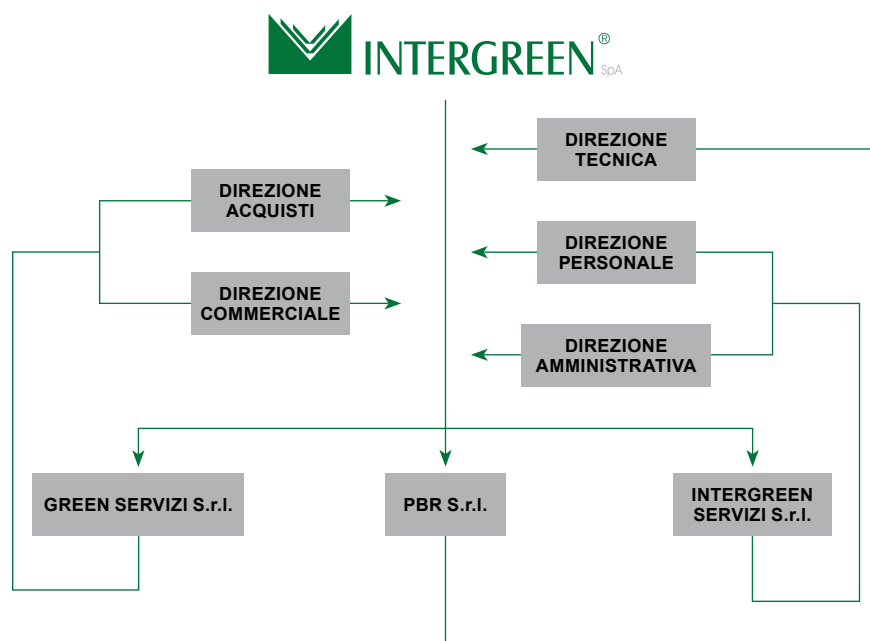 INTERGREEN®
SpA
DIREZIONE
TECNICA
DIREZIONE
ACQUISTI
DIREZIONE
PERSONALE
DIREZIONE
COMMERCIALE
DIREZIONE
AMMINISTRATIVA
GREEN SERVIZI S.r.l.
PBR S.r.l.
INTERGREEN
SERVIZI S.r.l.